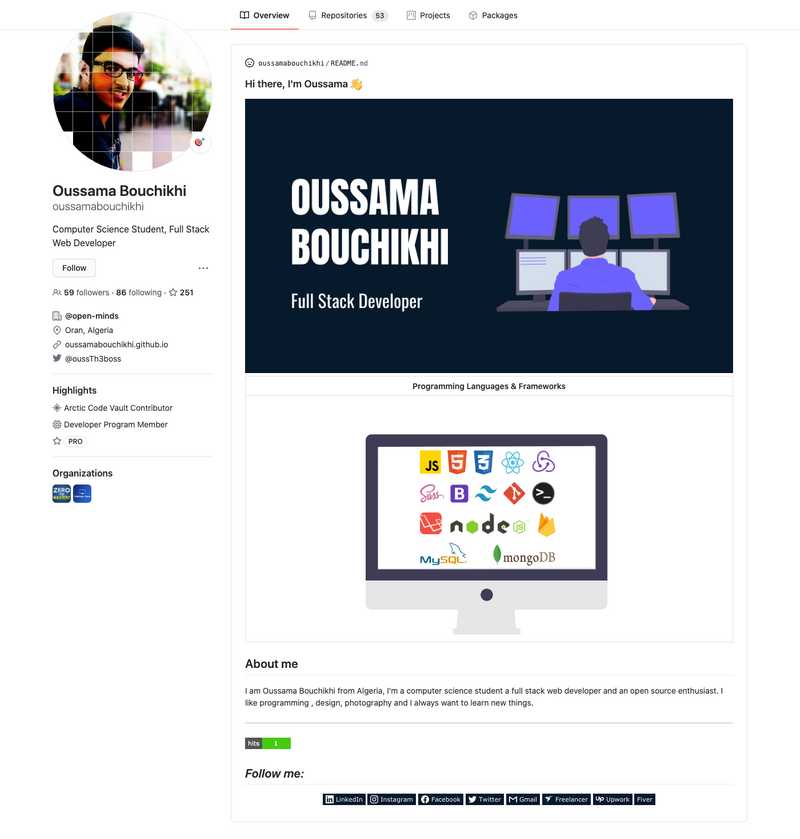 Overview
Repositories 53
Projects
Packages
Oussama Bouchikhi
oussamabouchikhi
Computer Science Student, Full Stack
Web Developer
Follow
59 followers · 86 following · 251
@open-minds
Oran, Algeria
oussamabouchikhi.github.io
@oussTh3boss
Highlights
Arctic Code Vault Contributor
Developer Program Member
PRO
Organizations
oussamabouchikhi/README.md
Hi there, I'm Oussama 👋
OUSSAMA
BOUCHIKHI
Full Stack Developer
Programming Languages & Frameworks
JS
Sass
B
node
JS
MySQL
mongoDB
About me
I am Oussama Bouchikhi from Algeria, I'm a computer science student a full stack web developer and an open source enthusiast. I
like programming , design, photography and I always want to learn new things.
hits 1
Follow me:
LinkedIn Instagram Facebook Twitter Gmail Freelancer Upwork Fiver